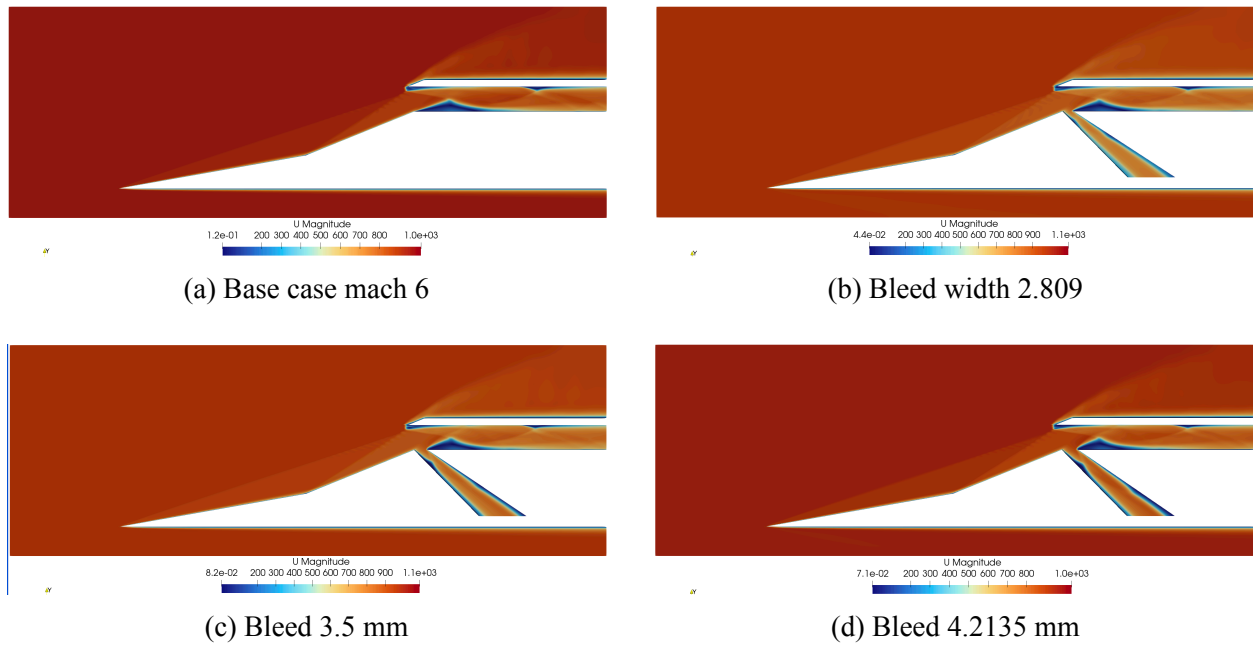 U Magnitude
1.2e-01 200 300 400 500 600 700 800 1.0e+03
Y
(a) Base case mach 6
U Magnitude
4.4e-02 200 300 400 500 600 700 800 900 1.1e+03
Y
(b) Bleed width 2.809
U Magnitude
8.2e-02 200 300 400 500 600 700 800 900 1.1e+03
Y
(c) Bleed 3.5 mm
U Magnitude
7.1e-02 200 300 400 500 600 700 800 1.0e+03
Y
(d) Bleed 4.2135 mm